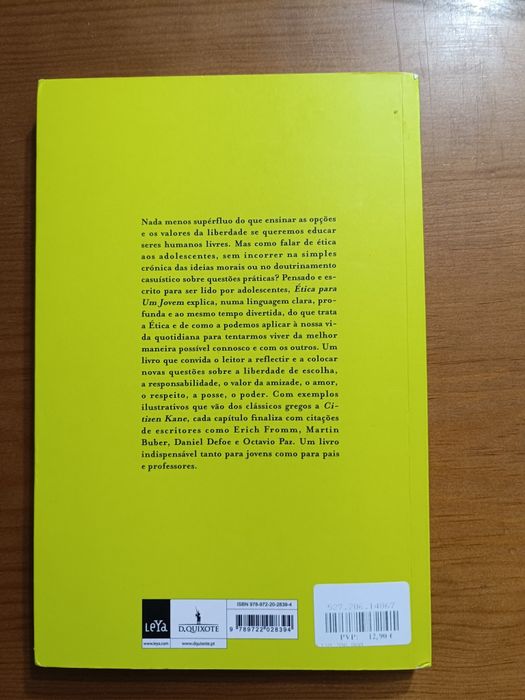 Nada menos supérfluo do que ensinar as opções
e os valores da liberdade se queremos educar
seres humanos livres. Mas como falar de ética
aos adolescentes, sem incorrer na simples
crónica das ideias morais ou no doutrinamento
casuístico sobre questões práticas? Pensado e es-
crito para ser lido por adolescentes, Ética para
Um Jovem explica, numa linguagem clara, pro-
funda e ao mesmo tempo divertida, do que trata
a Ética e de como a podemos aplicar à nossa vi-
da quotidiana para tentarmos viver da melhor
maneira possível connosco e com os outros. Um
livro que convida o leitor a reflectir e a colocar
novas questões sobre a liberdade de escolha,
a responsabilidade, o valor da amizade, o amor,
o respeito, a posse, o poder. Com exemplos
ilustrativos que vão dos clássicos gregos a Ci-
tizen Kane, cada capítulo finaliza com citações
de escritores como Erich Fromm, Martin
Buber, Daniel Defoe e Octavio Paz. Um livro
indispensável tanto para jovens como para pais
e professores.
ISBN 978-972-20-2839-4
leYa
www.leya.com
D.QUIXOTE
www.dquixote.pt
9 789722 028394
PVP: 12,90 €